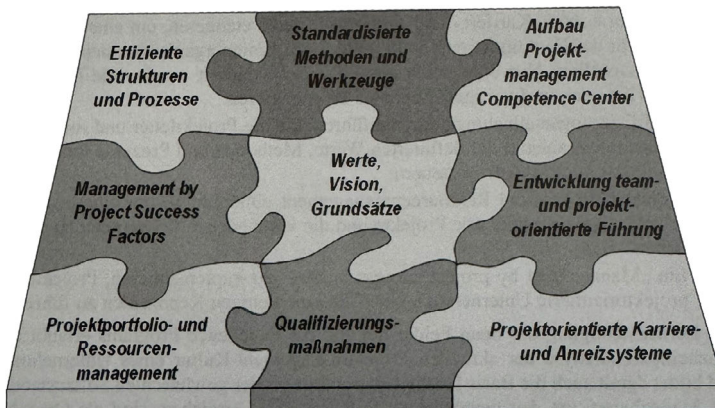 Effiziente
Strukturen
und Prozesse
Standardisierte
Methoden und
Werkzeuge
Aufbau
Projekt-
management
Competence Center
Management by
Project Success
Factors
Werte,
Vision,
Grundsätze
Entwicklung team-
und projekt-
orientierte Führung
Projektportfolio- und
Ressourcen-
management
Qualifizierungs-
maßnahmen
Projektorientierte Karriere-
und Anreizsysteme